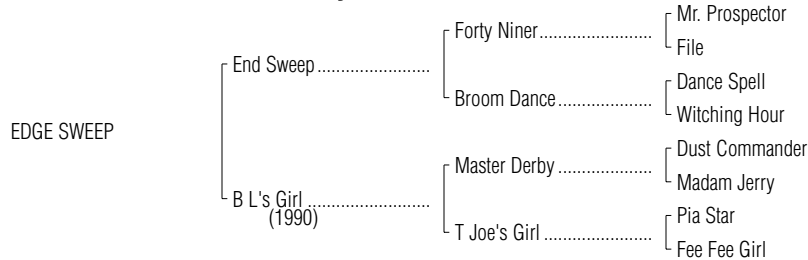 Mr. Prospector
Forty Niner........................
File
End Sweep........................
Dance Spell
Broom Dance....................
Witching Hour
EDGE SWEEP
Dust Commander
Master Derby....................
Madam Jerry
B L's Girl..........................
(1990)
Pia Star
T Joe's Girl.......................
Fee Fee Girl